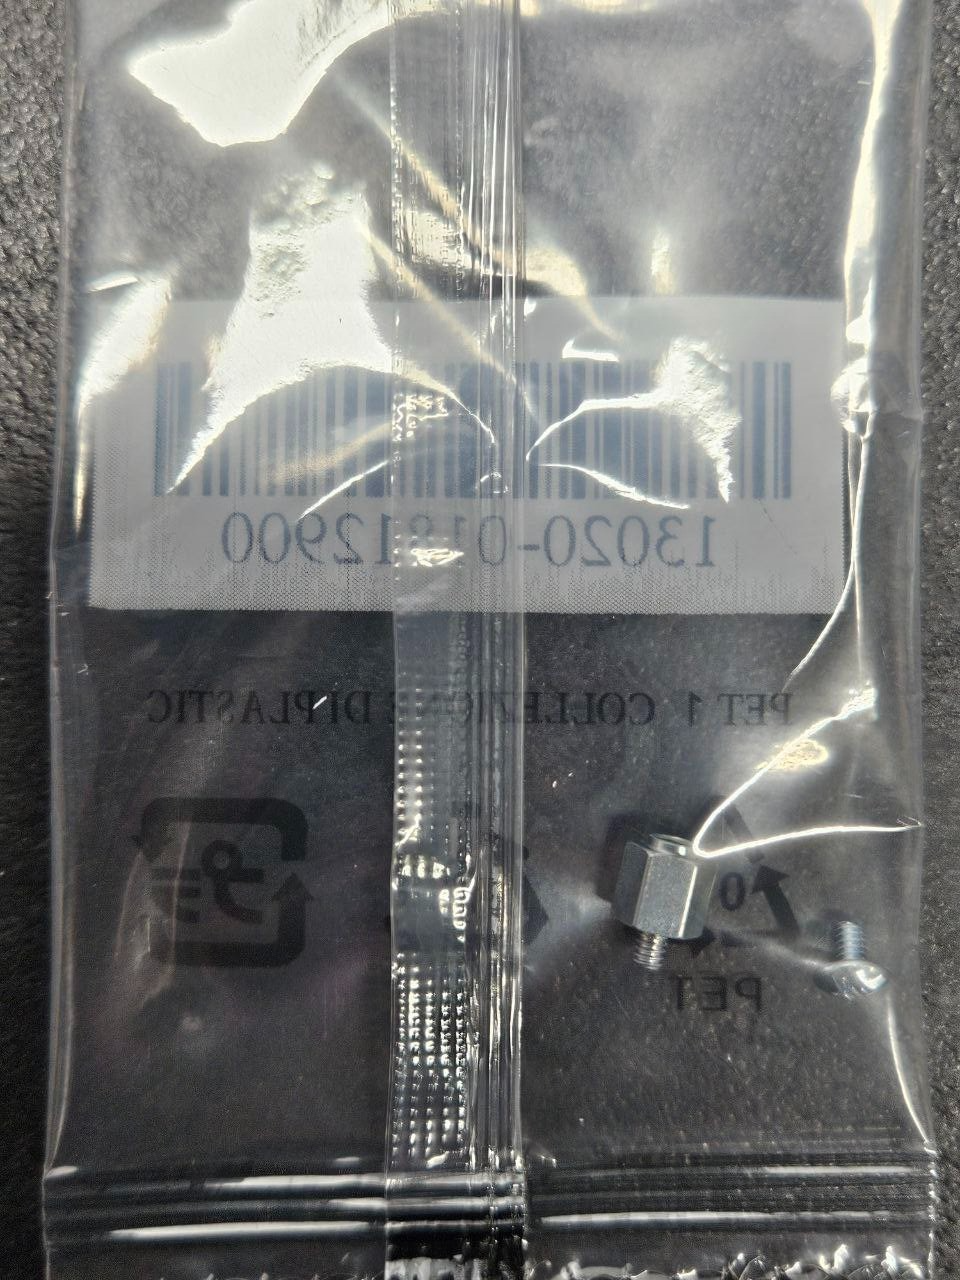 13020-01812900
PET 1 COLLEZIONE DI PLASTIC
PET